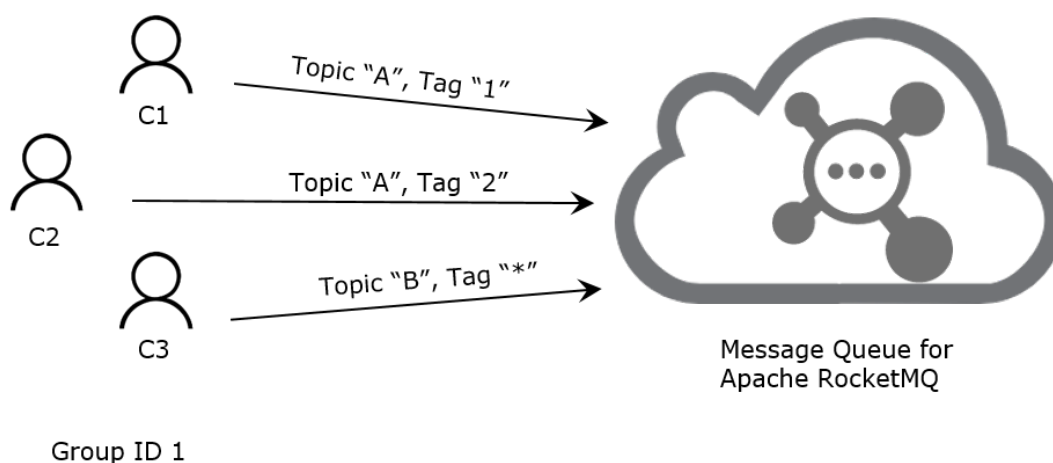 Topic “A”, Tag “1”
C1
Topic “A”, Tag “2”
C2
Topic “B”, Tag “*”
C3
Message Queue for
Apache RocketMQ
Group ID 1